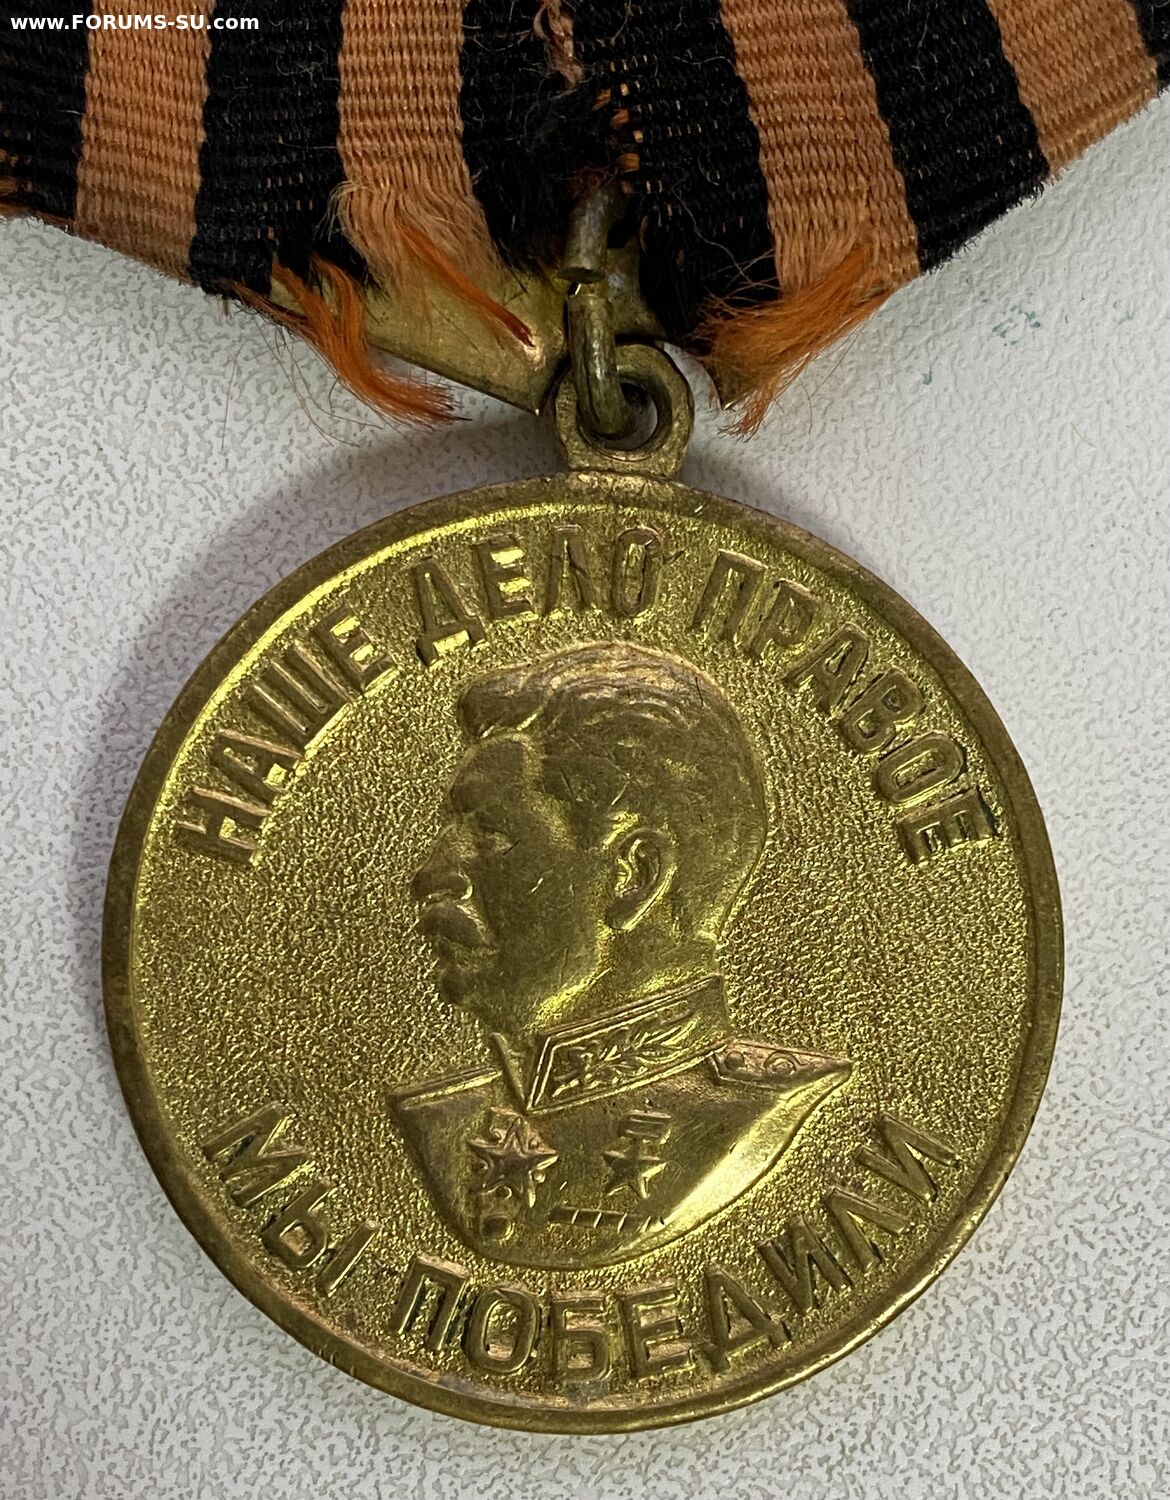 www.FORUMS-SU.com
НАШЕ ДЕЛО ПРАВОЕ
МЫ ПОБЕДИЛИ